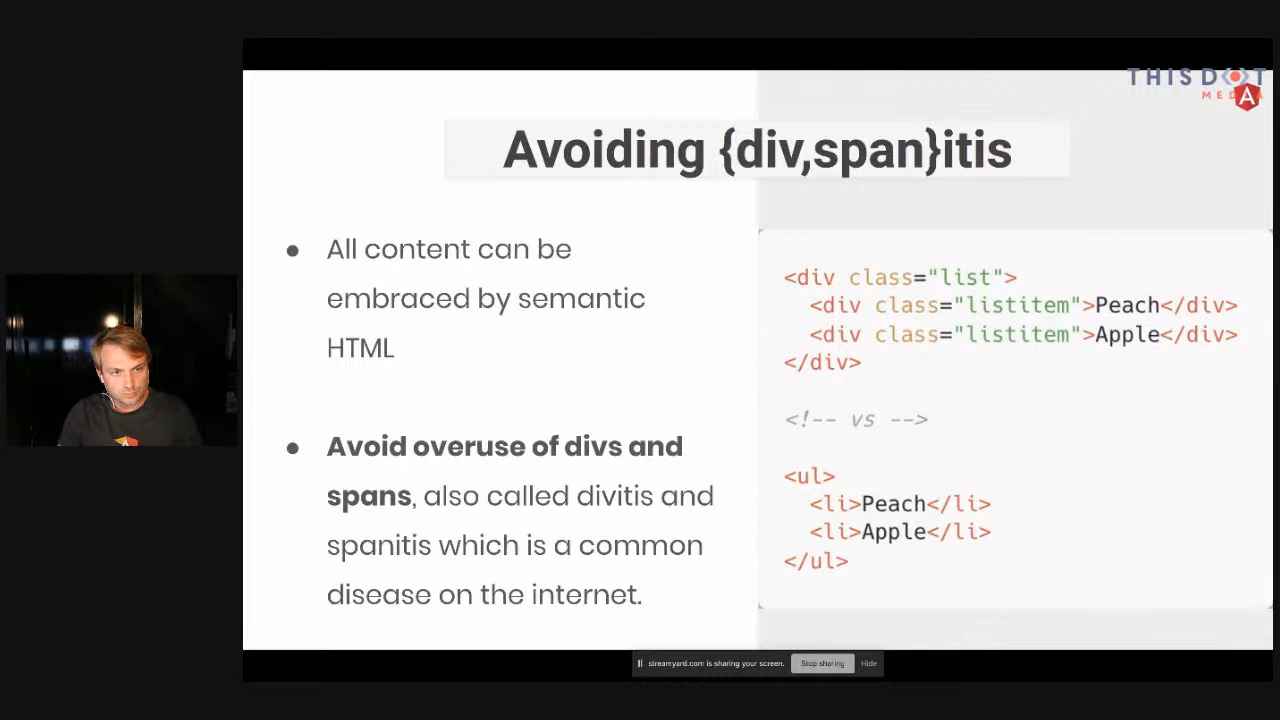 THIS DOT
MEDIA
Avoiding {div,span}itis
● All content can be
embraced by semantic
HTML
● Avoid overuse of divs and
spans, also called divitis and
spanitis which is a common
disease on the internet.
<div class="list">
  <div class="listitem">Peach</div>
  <div class="listitem">Apple</div>
</div>
<!-- vs -->
<ul>
  <li>Peach</li>
  <li>Apple</li>
</ul>
streamyard.com is sharing your screen. Stop sharing Hide